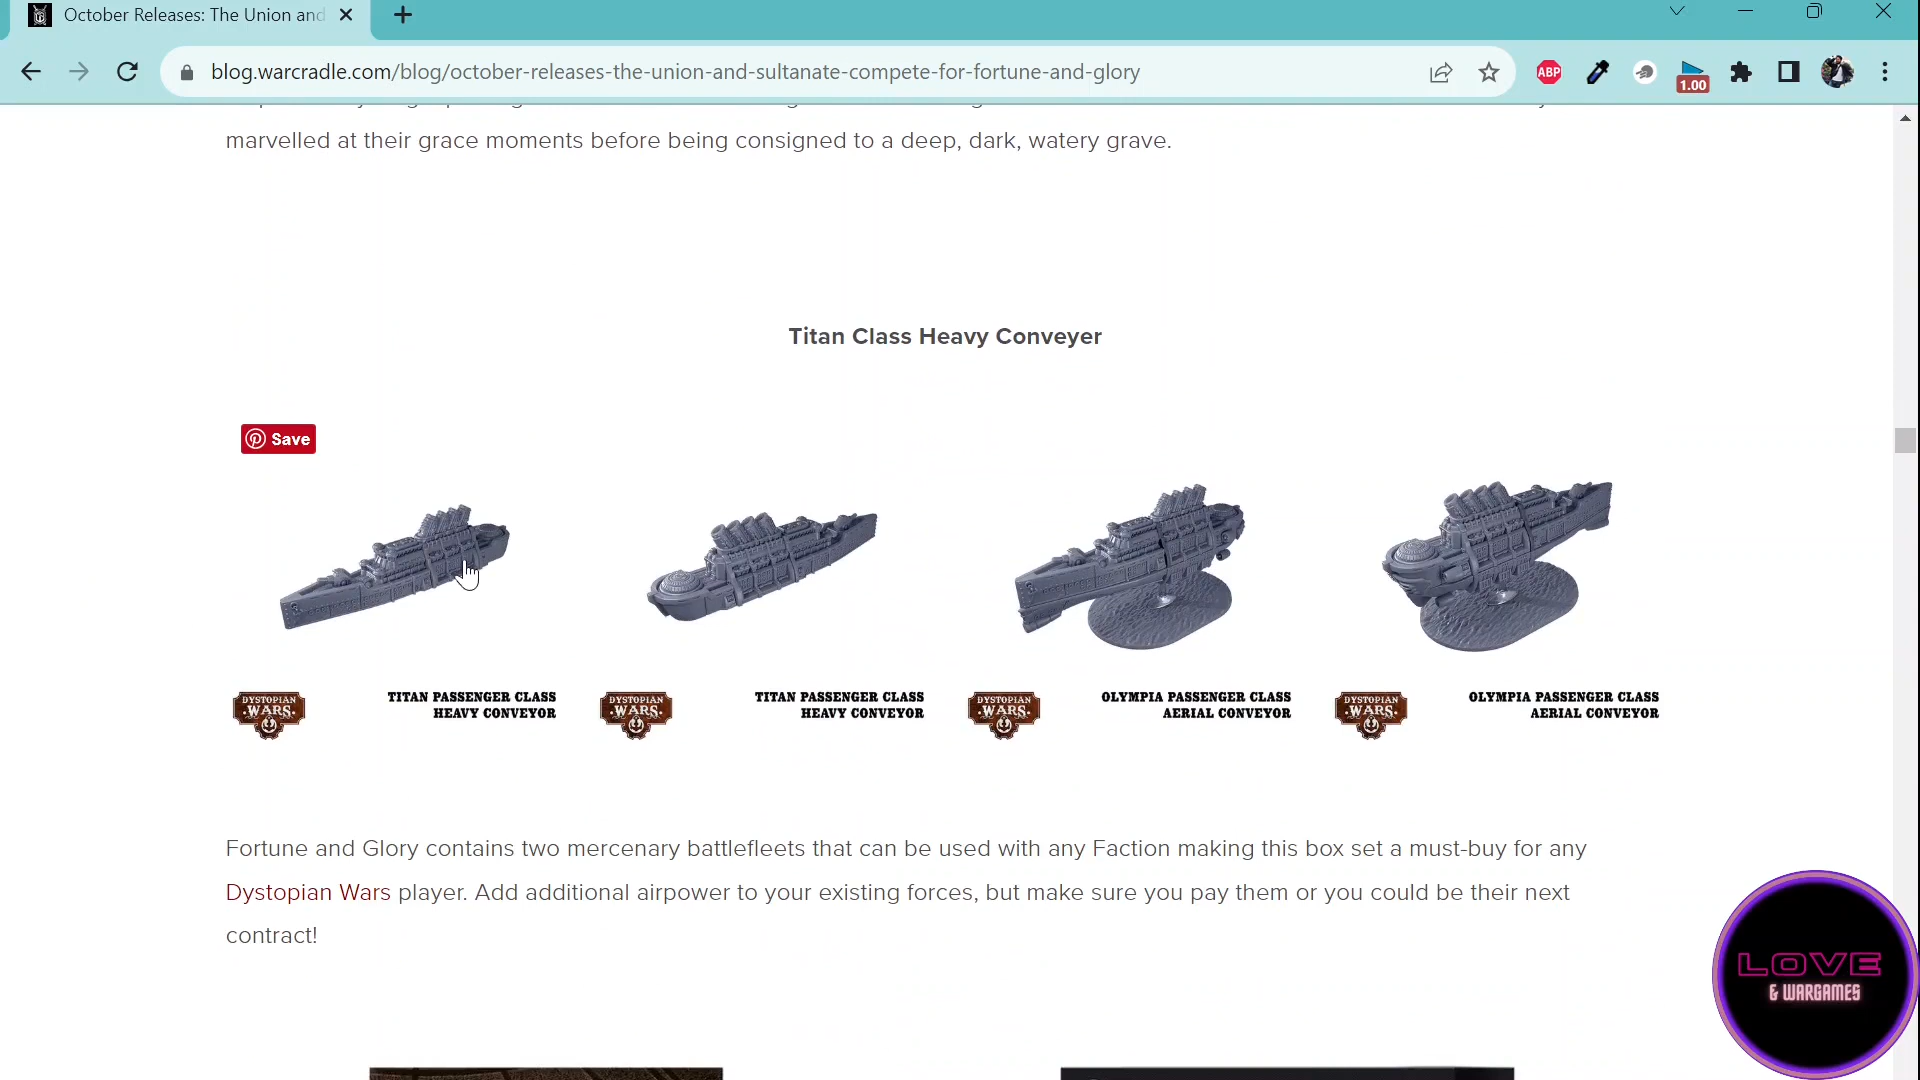 October Releases: The Union and
blog.warcradle.com/blog/october-releases-the-union-and-sultanate-compete-for-fortune-and-glory
ABP
1.00
marvelled at their grace moments before being consigned to a deep, dark, watery grave.
Titan Class Heavy Conveyer
Save
DYSTOPIAN WARS
TITAN PASSENGER CLASS
HEAVY CONVEYOR
DYSTOPIAN WARS
TITAN PASSENGER CLASS
HEAVY CONVEYOR
DYSTOPIAN WARS
OLYMPIA PASSENGER CLASS
AERIAL CONVEYOR
DYSTOPIAN WARS
OLYMPIA PASSENGER CLASS
AERIAL CONVEYOR
Fortune and Glory contains two mercenary battlefleets that can be used with any Faction making this box set a must-buy for any
Dystopian Wars player. Add additional airpower to your existing forces, but make sure you pay them or you could be their next
contract!
LOVE
& WARGAMES